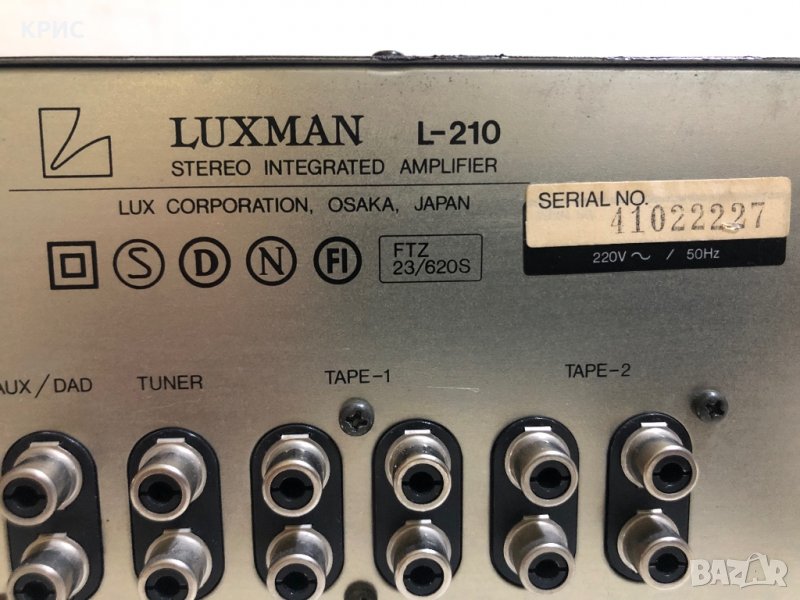 КРИС
LUXMAN L-210
STEREO INTEGRATED AMPLIFIER
LUX CORPORATION, OSAKA, JAPAN
SERIAL NO. 41022227
220V ~ / 50Hz
S D N FI FTZ
23/620S
AUX/DAD TUNER TAPE-1 TAPE-2
BAZAR